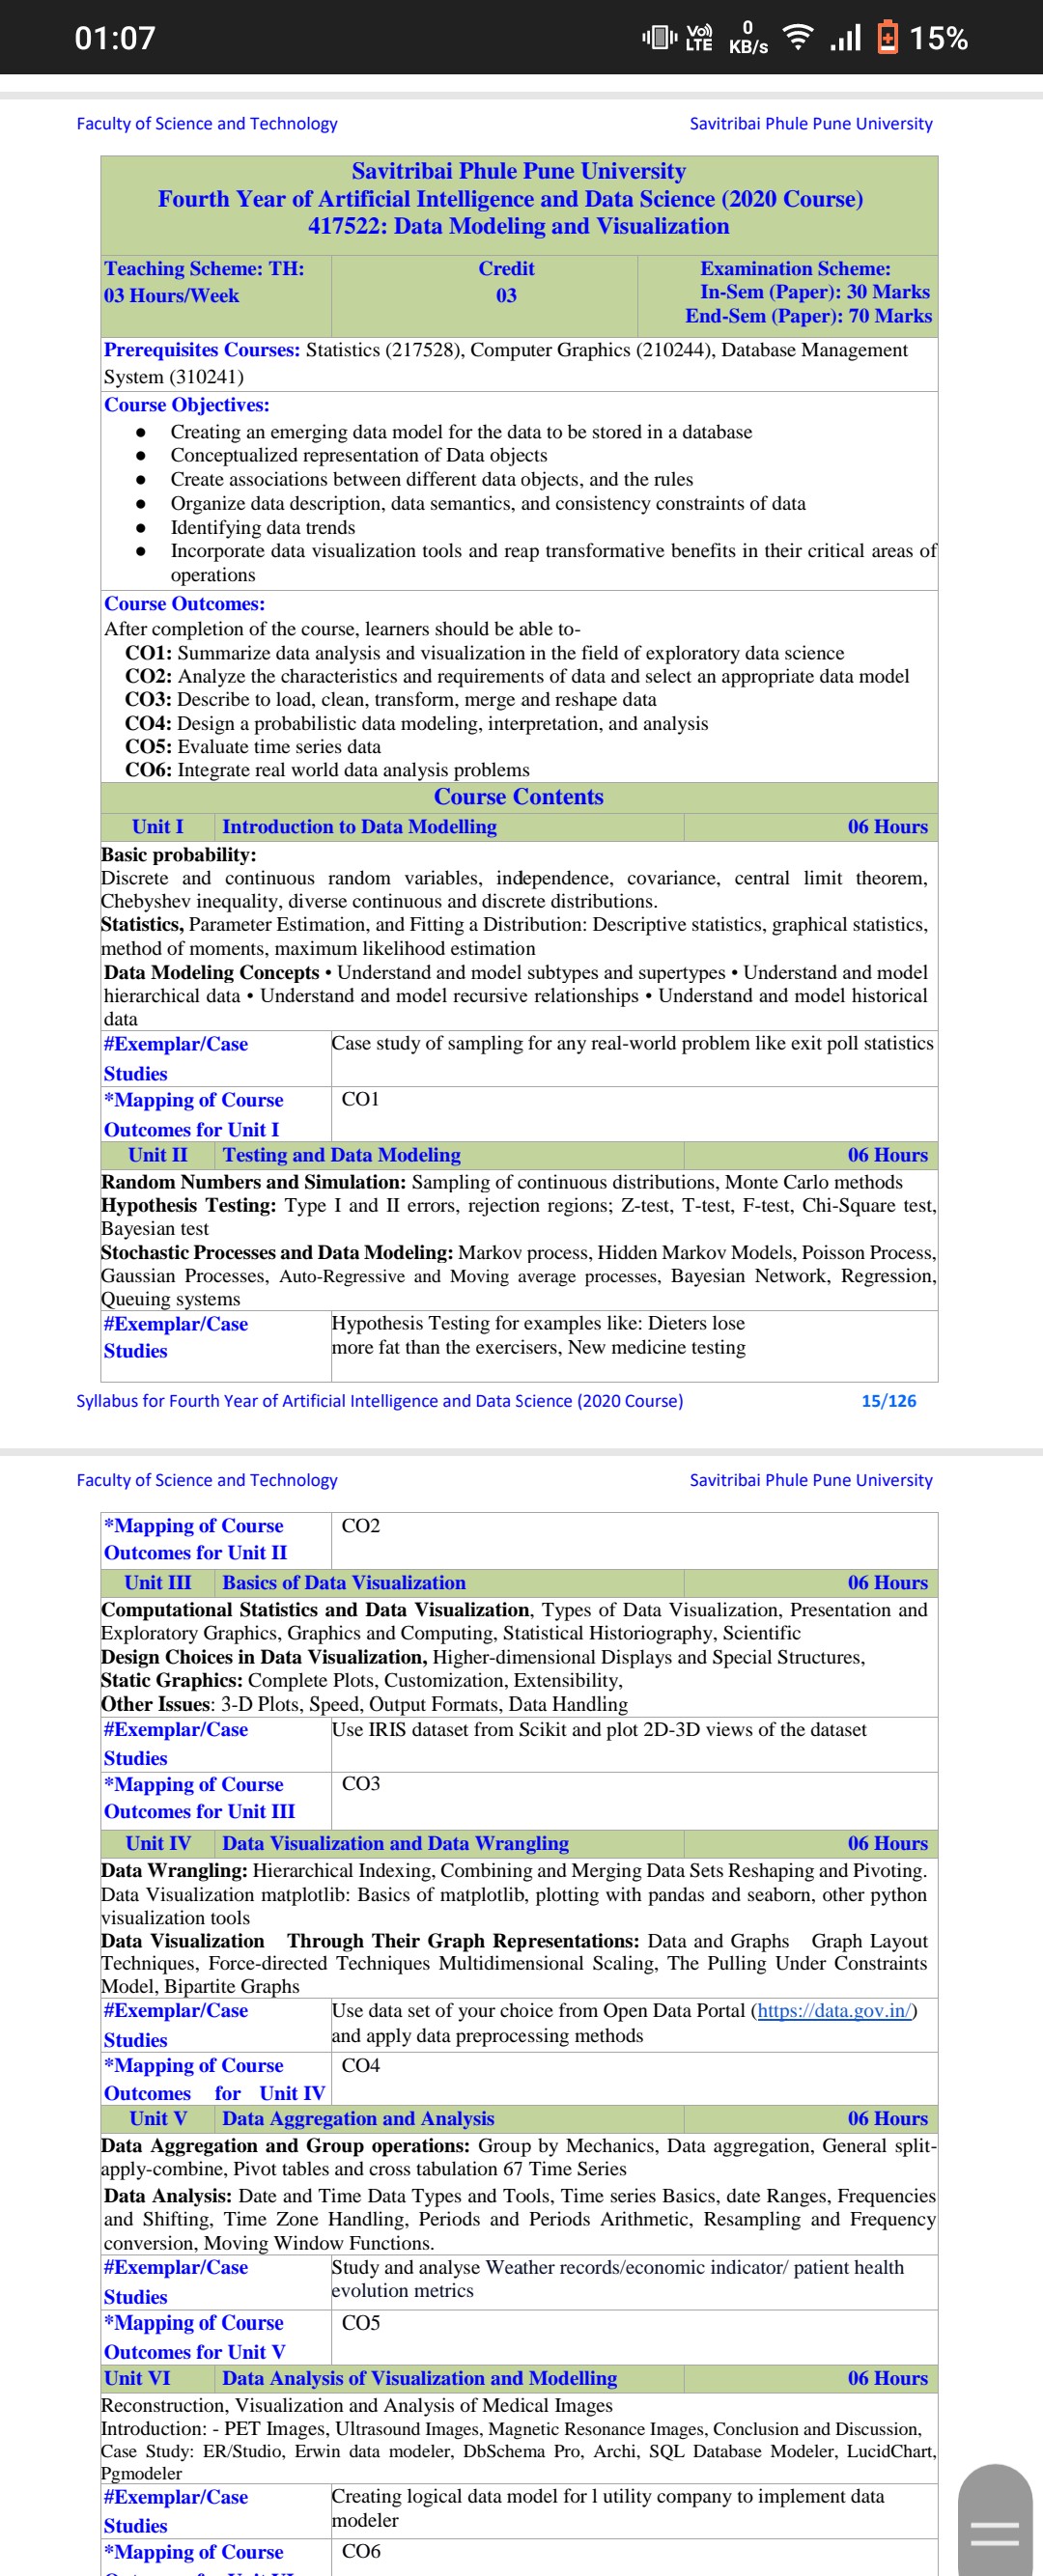 01:07
Vo) LTE 0 KB/s 15%
Faculty of Science and Technology Savitribai Phule Pune University
Savitribai Phule Pune University
Fourth Year of Artificial Intelligence and Data Science (2020 Course)
417522: Data Modeling and Visualization
Teaching Scheme: TH: Credit Examination Scheme:
03 Hours/Week 03 In-Sem (Paper): 30 Marks
End-Sem (Paper): 70 Marks
Prerequisites Courses: Statistics (217528), Computer Graphics (210244), Database Management
System (310241)
Course Objectives:
● Creating an emerging data model for the data to be stored in a database
● Conceptualized representation of Data objects
● Create associations between different data objects, and the rules
● Organize data description, data semantics, and consistency constraints of data
● Identifying data trends
● Incorporate data visualization tools and reap transformative benefits in their critical areas of
operations
Course Outcomes:
After completion of the course, learners should be able to-
CO1: Summarize data analysis and visualization in the field of exploratory data science
CO2: Analyze the characteristics and requirements of data and select an appropriate data model
CO3: Describe to load, clean, transform, merge and reshape data
CO4: Design a probabilistic data modeling, interpretation, and analysis
CO5: Evaluate time series data
CO6: Integrate real world data analysis problems
Course Contents
Unit I Introduction to Data Modelling 06 Hours
Basic probability:
Discrete and continuous random variables, independence, covariance, central limit theorem,
Chebyshev inequality, diverse continuous and discrete distributions.
Statistics, Parameter Estimation, and Fitting a Distribution: Descriptive statistics, graphical statistics,
method of moments, maximum likelihood estimation
Data Modeling Concepts • Understand and model subtypes and supertypes • Understand and model
hierarchical data • Understand and model recursive relationships • Understand and model historical
data
#Exemplar/Case Case study of sampling for any real-world problem like exit poll statistics
Studies
*Mapping of Course CO1
Outcomes for Unit I
Unit II Testing and Data Modeling 06 Hours
Random Numbers and Simulation: Sampling of continuous distributions, Monte Carlo methods
Hypothesis Testing: Type I and II errors, rejection regions; Z-test, T-test, F-test, Chi-Square test,
Bayesian test
Stochastic Processes and Data Modeling: Markov process, Hidden Markov Models, Poisson Process,
Gaussian Processes, Auto-Regressive and Moving average processes, Bayesian Network, Regression,
Queuing systems
#Exemplar/Case Hypothesis Testing for examples like: Dieters lose
Studies more fat than the exercisers, New medicine testing
Syllabus for Fourth Year of Artificial Intelligence and Data Science (2020 Course) 15/126
Faculty of Science and Technology Savitribai Phule Pune University
*Mapping of Course CO2
Outcomes for Unit II
Unit III Basics of Data Visualization 06 Hours
Computational Statistics and Data Visualization, Types of Data Visualization, Presentation and
Exploratory Graphics, Graphics and Computing, Statistical Historiography, Scientific
Design Choices in Data Visualization, Higher-dimensional Displays and Special Structures,
Static Graphics: Complete Plots, Customization, Extensibility,
Other Issues: 3-D Plots, Speed, Output Formats, Data Handling
#Exemplar/Case Use IRIS dataset from Scikit and plot 2D-3D views of the dataset
Studies
*Mapping of Course CO3
Outcomes for Unit III
Unit IV Data Visualization and Data Wrangling 06 Hours
Data Wrangling: Hierarchical Indexing, Combining and Merging Data Sets Reshaping and Pivoting.
Data Visualization matplotlib: Basics of matplotlib, plotting with pandas and seaborn, other python
visualization tools
Data Visualization Through Their Graph Representations: Data and Graphs Graph Layout
Techniques, Force-directed Techniques Multidimensional Scaling, The Pulling Under Constraints
Model, Bipartite Graphs
#Exemplar/Case Use data set of your choice from Open Data Portal (https://data.gov.in/)
Studies and apply data preprocessing methods
*Mapping of Course CO4
Outcomes for Unit IV
Unit V Data Aggregation and Analysis 06 Hours
Data Aggregation and Group operations: Group by Mechanics, Data aggregation, General split-
apply-combine, Pivot tables and cross tabulation 67 Time Series
Data Analysis: Date and Time Data Types and Tools, Time series Basics, date Ranges, Frequencies
and Shifting, Time Zone Handling, Periods and Periods Arithmetic, Resampling and Frequency
conversion, Moving Window Functions.
#Exemplar/Case Study and analyse Weather records/economic indicator/ patient health
Studies evolution metrics
*Mapping of Course CO5
Outcomes for Unit V
Unit VI Data Analysis of Visualization and Modelling 06 Hours
Reconstruction, Visualization and Analysis of Medical Images
Introduction: - PET Images, Ultrasound Images, Magnetic Resonance Images, Conclusion and Discussion,
Case Study: ER/Studio, Erwin data modeler, DbSchema Pro, Archi, SQL Database Modeler, LucidChart,
Pgmodeler
#Exemplar/Case Creating logical data model for l utility company to implement data
Studies modeler
*Mapping of Course CO6